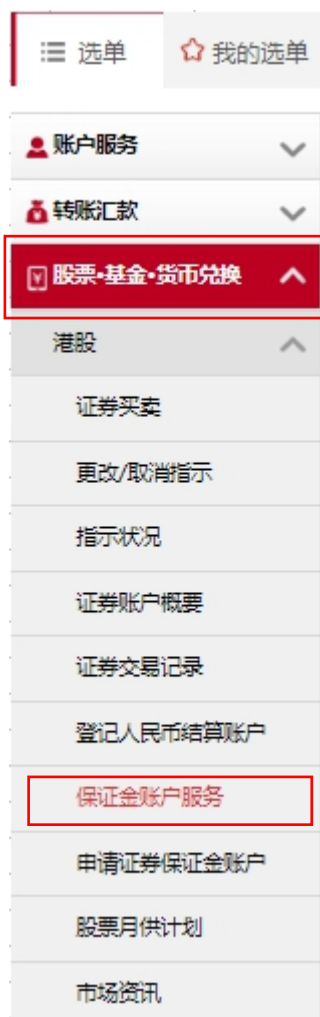 选单
我的选单
账户服务
转账汇款
股票•基金•货币兑换
港股
证券买卖
更改/取消指示
指示状况
证券账户概要
证券交易记录
登记人民币结算账户
保证金账户服务
申请证券保证金账户
股票月供计划
市场资讯